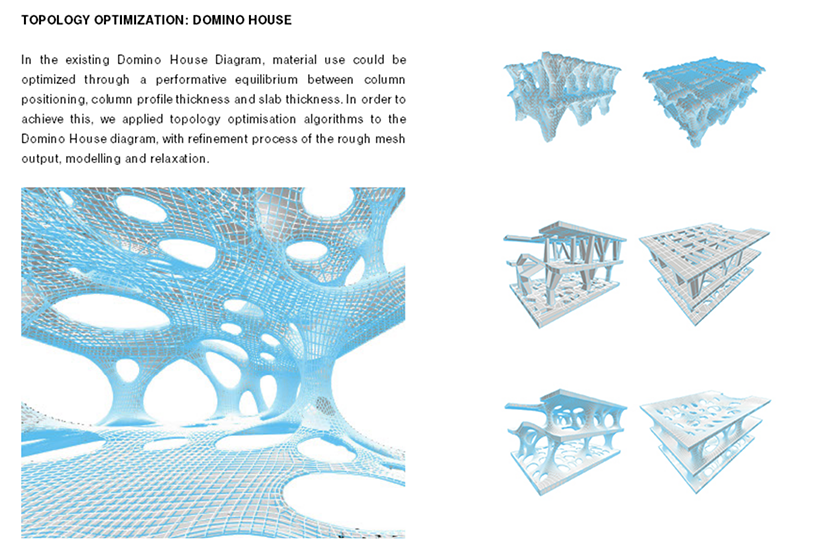 TOPOLOGY OPTIMIZATION: DOMINO HOUSE
In the existing Domino House Diagram, material use could be
optimized through a performative equilibrium between column
positioning, column profile thickness and slab thickness. In order to
achieve this, we applied topology optimisation algorithms to the
Domino House diagram, with refinement process of the rough mesh
output, modelling and relaxation.